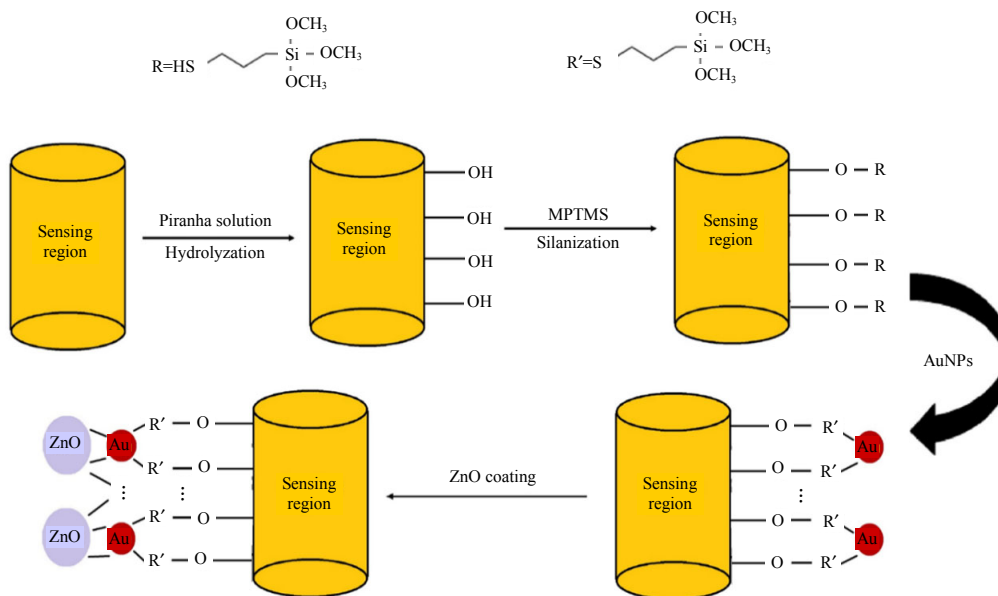 OCH3
R=HS
Si
OCH3
OCH3
OCH3
R′=S
Si
OCH3
OCH3
Sensing
region
Piranha solution
Hydrolyzation
Sensing
region
OH
OH
OH
OH
MPTMS
Silanization
Sensing
region
O — R
O — R
O — R
O — R
AuNPs
ZnO
ZnO
Au
Au
⋮
R′ — O
R′ — O
⋮
R′ — O
R′ — O
Sensing
region
ZnO coating
Sensing
region
O — R′
O — R′
⋮
O — R′
O — R′
Au
Au